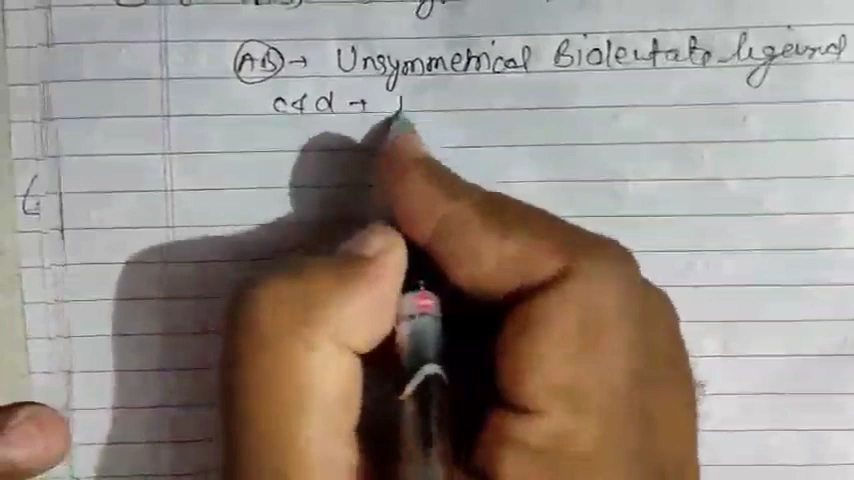 AB → Unsymmetrical Bidentate ligand
c & d →